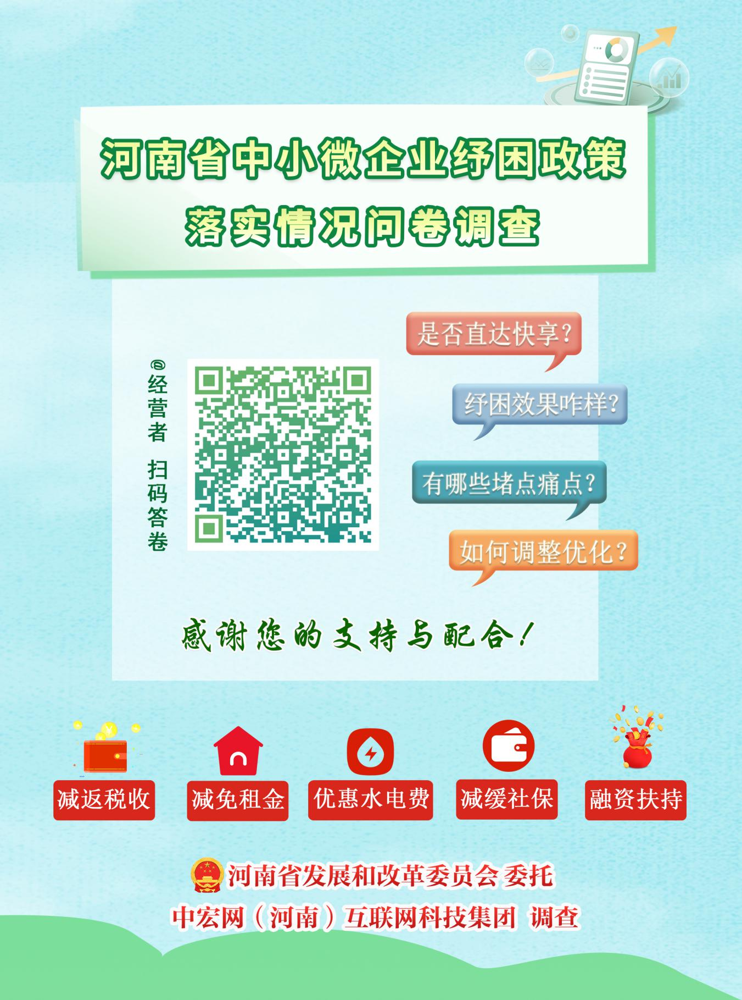 河南省中小微企业纾困政策
落实情况问卷调查
@经营者 扫码答卷
是否直达快享？
纾困效果咋样？
有哪些堵点痛点？
如何调整优化？
感谢您的支持与配合！
减返税收
减免租金
优惠水电费
减缓社保
融资扶持
河南省发展和改革委员会 委托
中宏网（河南）互联网科技集团 调查